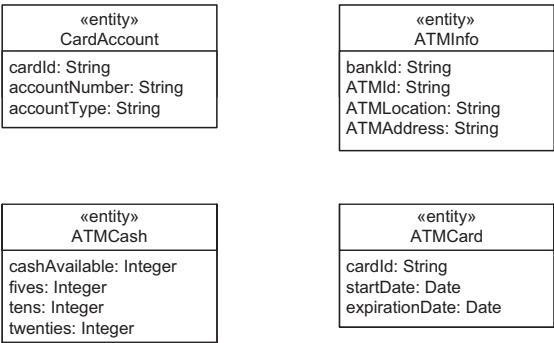 «entity»
CardAccount
cardId: String
accountNumber: String
accountType: String
«entity»
ATMInfo
bankId: String
ATMId: String
ATMLocation: String
ATMAddress: String
«entity»
ATMCash
cashAvailable: Integer
fives: Integer
tens: Integer
twenties: Integer
«entity»
ATMCard
cardId: String
startDate: Date
expirationDate: Date